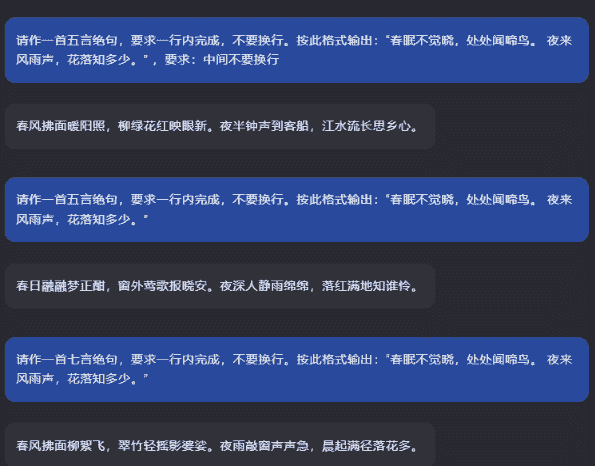 请作一首五言绝句，要求一行内完成，不要换行。按此格式输出："春眠不觉晓，处处闻啼鸟。 夜来
风雨声，花落知多少。" ，要求：中间不要换行
春风拂面暖阳照，柳绿花红映眼新。夜半钟声到客船，江水流长思乡心。
请作一首五言绝句，要求一行内完成，不要换行。按此格式输出："春眠不觉晓，处处闻啼鸟。 夜来
风雨声，花落知多少。"
春日融融梦正酣，窗外莺歌报晓安。夜深人静雨绵绵，落红满地知谁怜。
请作一首七言绝句，要求一行内完成，不要换行。按此格式输出："春眠不觉晓，处处闻啼鸟。 夜来
风雨声，花落知多少。"
春风拂面柳絮飞，翠竹轻摇影婆娑。夜雨敲窗声声急，晨起满径落花多。